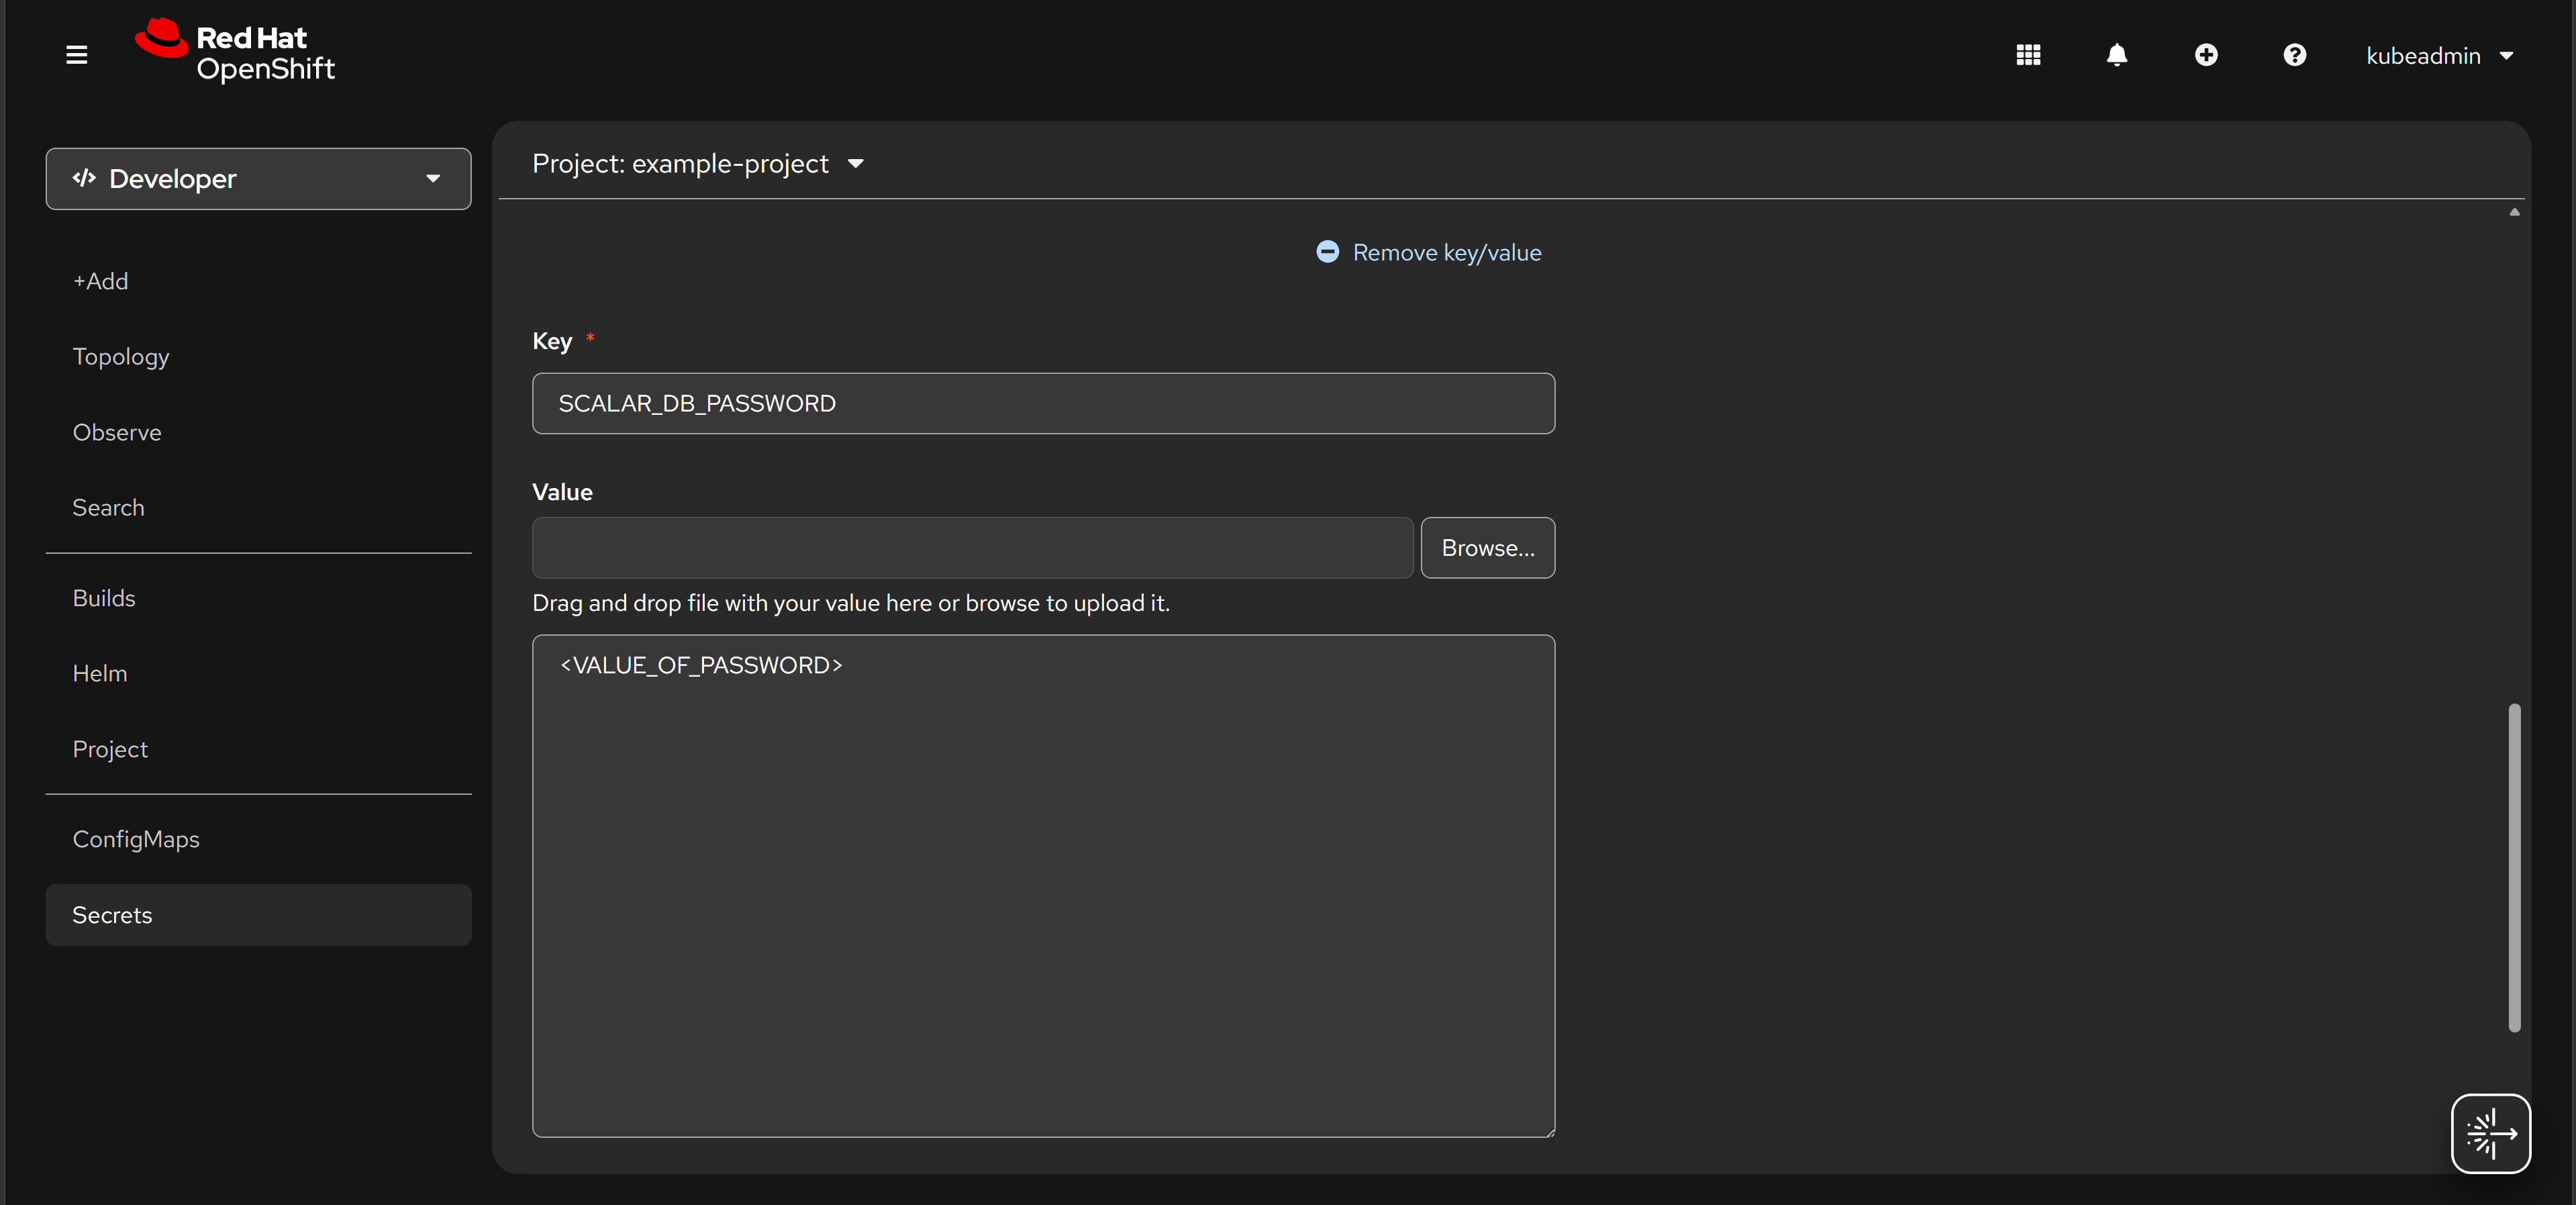 Red Hat
OpenShift
kubeadmin
Developer
Project: example-project
+Add
Topology
Observe
Search
Builds
Helm
Project
ConfigMaps
Secrets
Remove key/value
Key *
SCALAR_DB_PASSWORD
Value
Browse...
Drag and drop file with your value here or browse to upload it.
<VALUE_OF_PASSWORD>